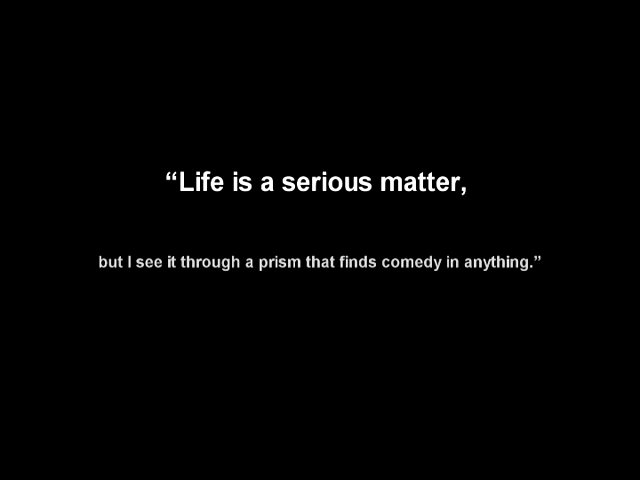 “Life is a serious matter,
but I see it through a prism that finds comedy in anything.”